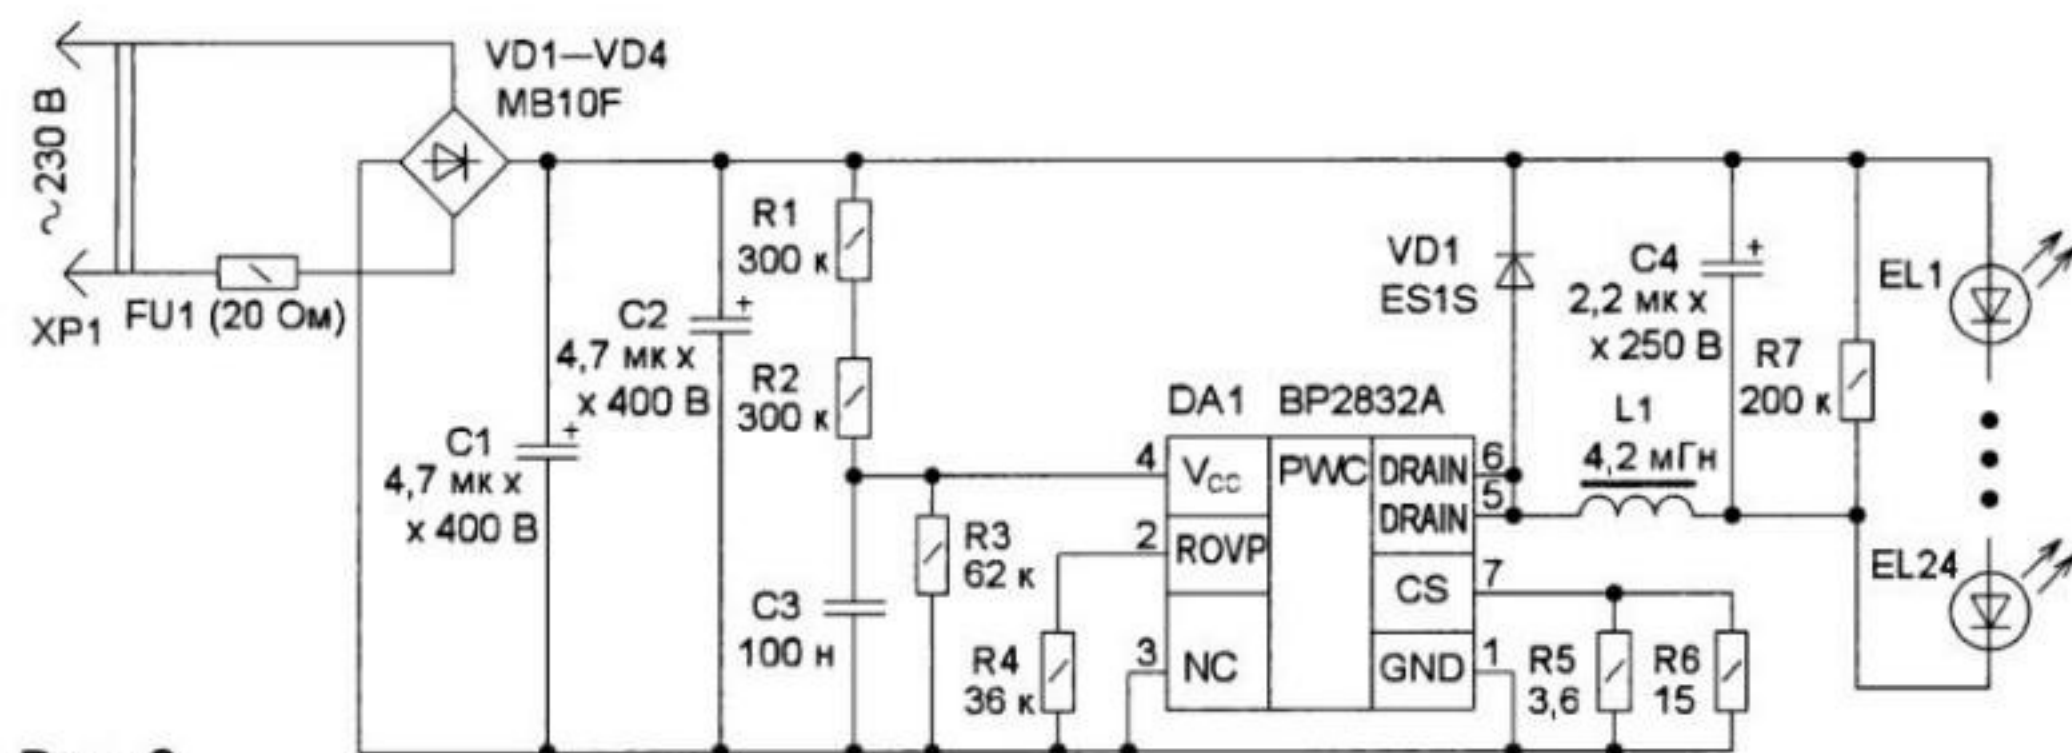 ~230 В
XP1
FU1 (20 Ом)
VD1—VD4
MB10F
C1
4,7 мк х
х 400 В
C2
4,7 мк х
х 400 В
R1
300 к
R2
300 к
C3
100 н
R3
62 к
R4
36 к
DA1 BP2832A
4
VCC
2
ROVP
3
NC
PWC
DRAIN
6
DRAIN
5
CS
7
GND
1
VD1
ES1S
C4
2,2 мк х
х 250 В
L1
4,2 мГн
R7
200 к
R5
3,6
R6
15
EL1
EL24
+
+
+